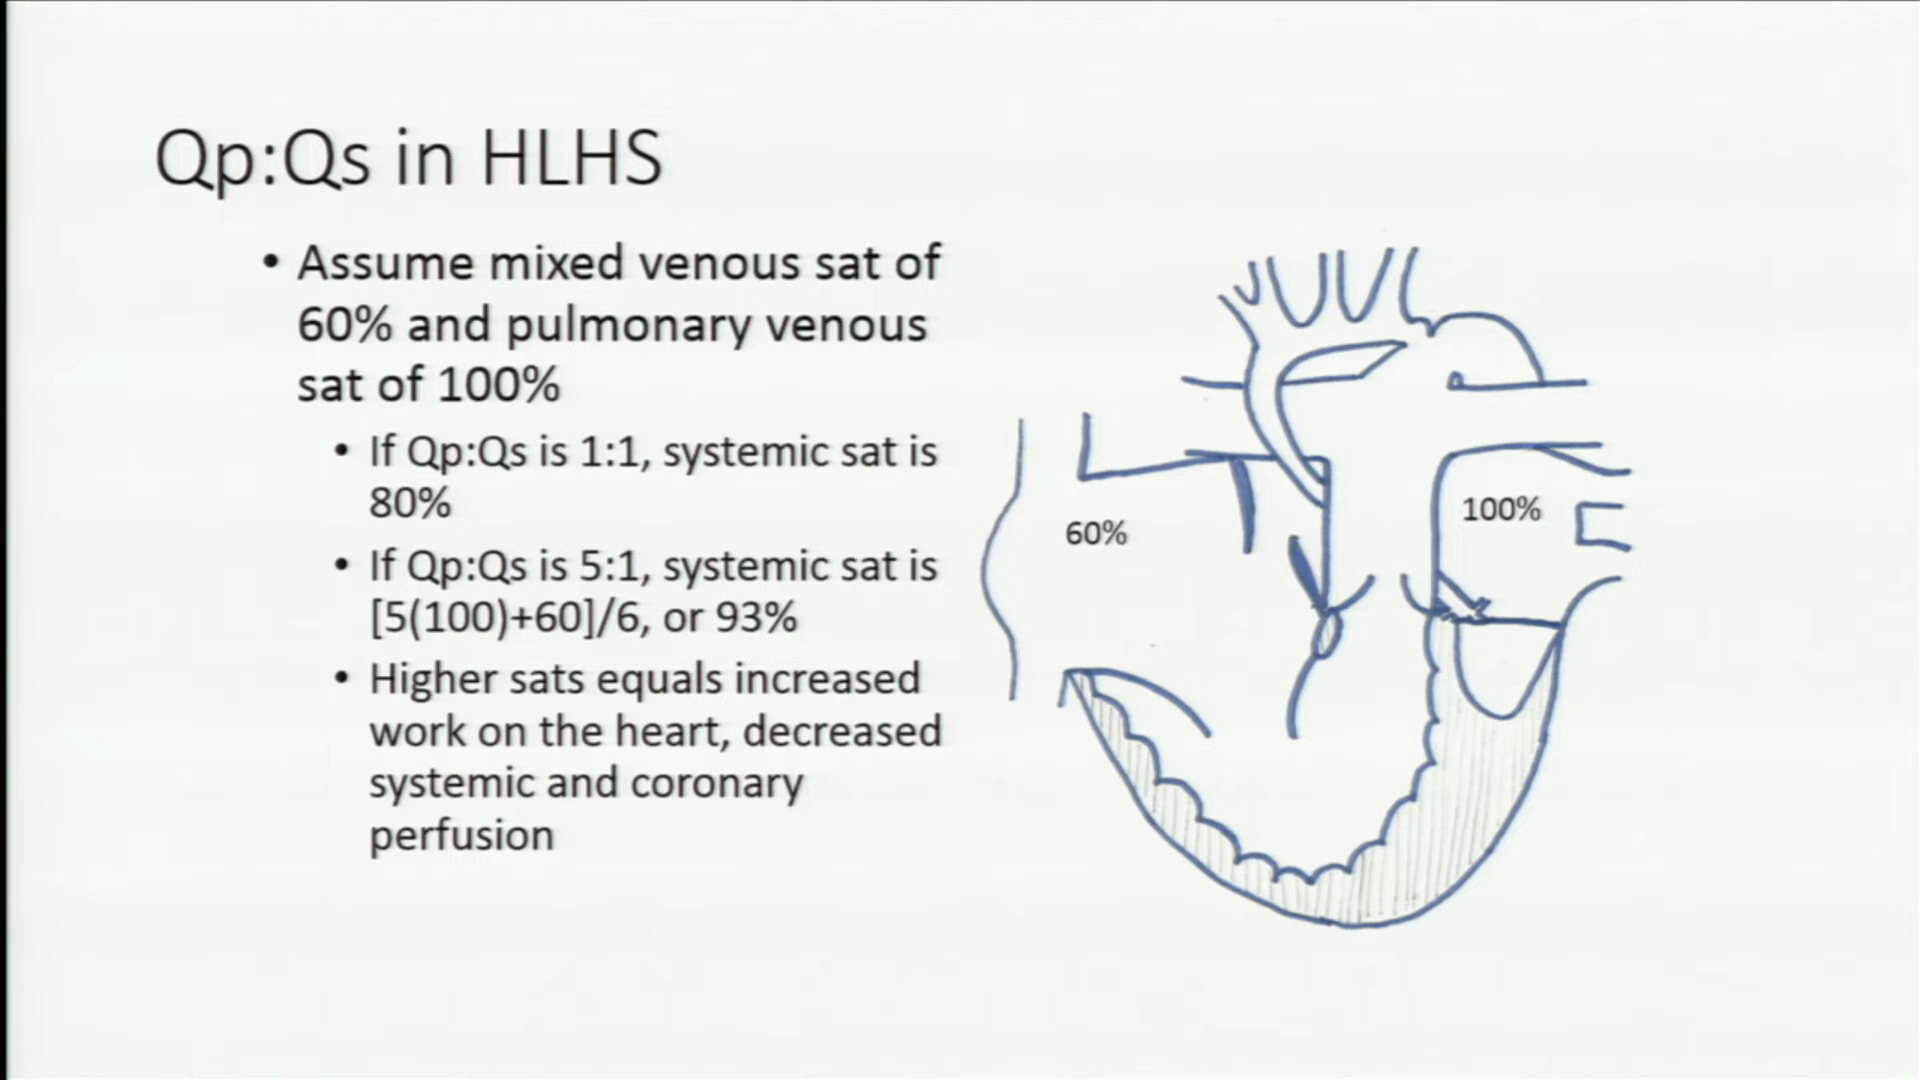 Qp:Qs in HLHS
• Assume mixed venous sat of
60% and pulmonary venous
sat of 100%
• If Qp:Qs is 1:1, systemic sat is
80%
• If Qp:Qs is 5:1, systemic sat is
[5(100)+60]/6, or 93%
• Higher sats equals increased
work on the heart, decreased
systemic and coronary
perfusion
60%
100%